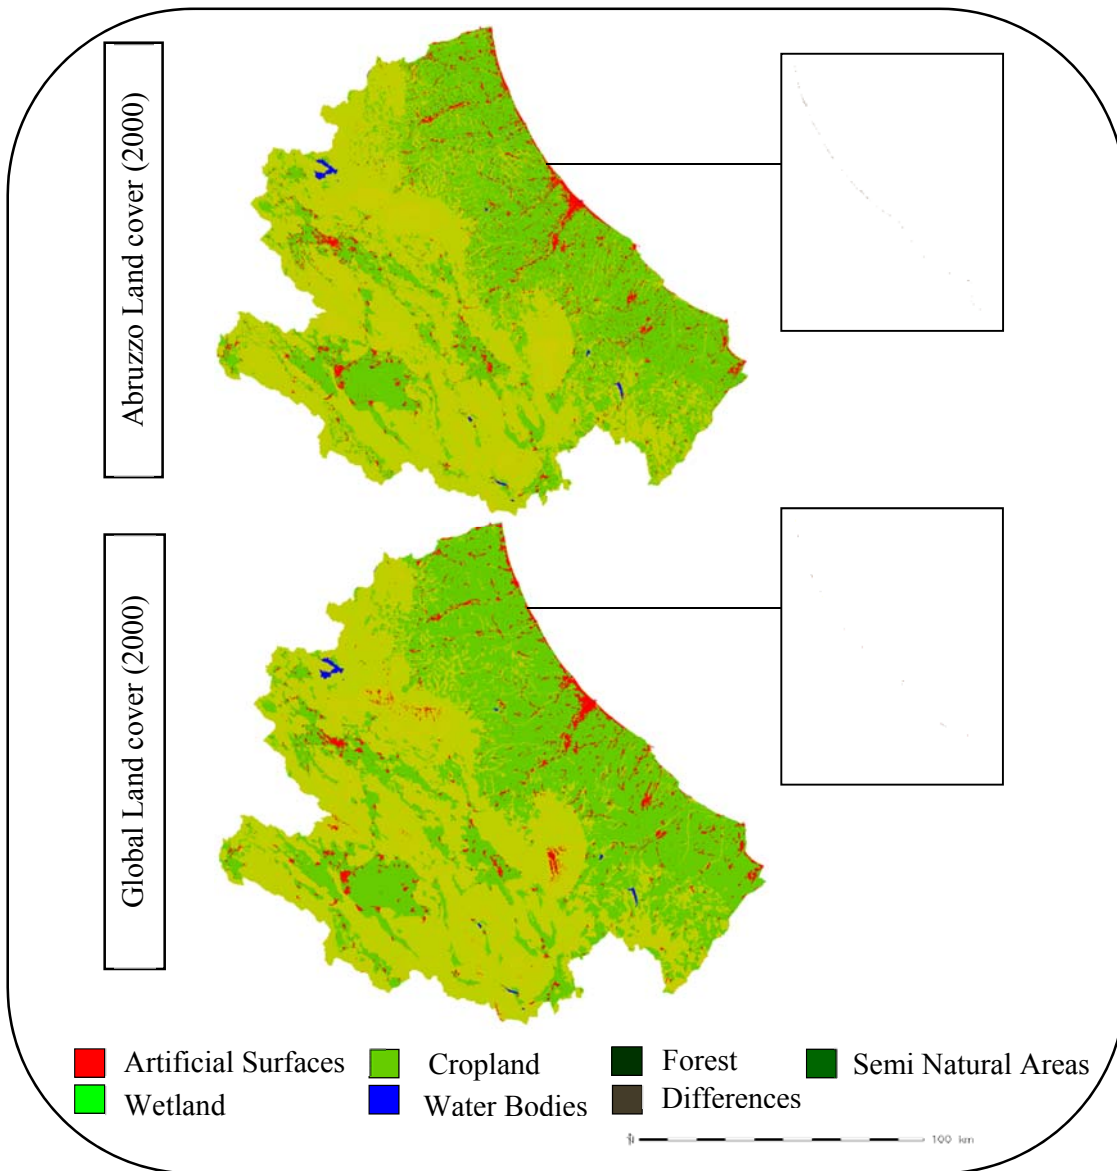 Abruzzo Land cover (2000)
Global Land cover (2000)
Artificial Surfaces
Cropland
Forest
Semi Natural Areas
Wetland
Water Bodies
Differences
100 km